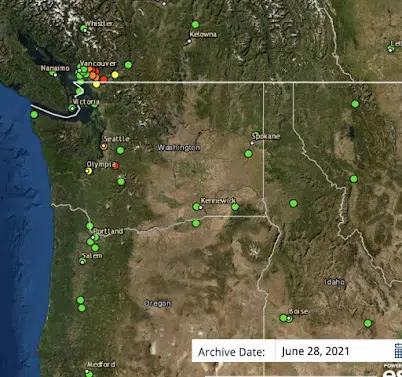 Whistler
Kelowna
Vancouver
Nanaimo
Victoria
Seattle
Spokane
Washington
Olympia
Kennewick
Portland
Salem
Idaho
Oregon
Boise
Archive Date: June 28, 2021
Medford